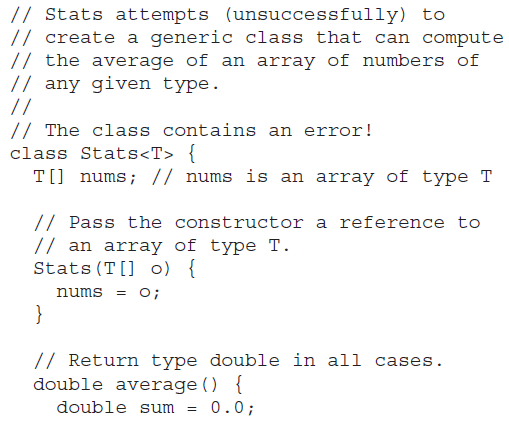 // Stats attempts (unsuccessfully) to
// create a generic class that can compute
// the average of an array of numbers of
// any given type.
//
// The class contains an error!
class Stats<T> {
  T[] nums; // nums is an array of type T

  // Pass the constructor a reference to
  // an array of type T.
  Stats(T[] o) {
    nums = o;
  }

  // Return type double in all cases.
  double average() {
    double sum = 0.0;